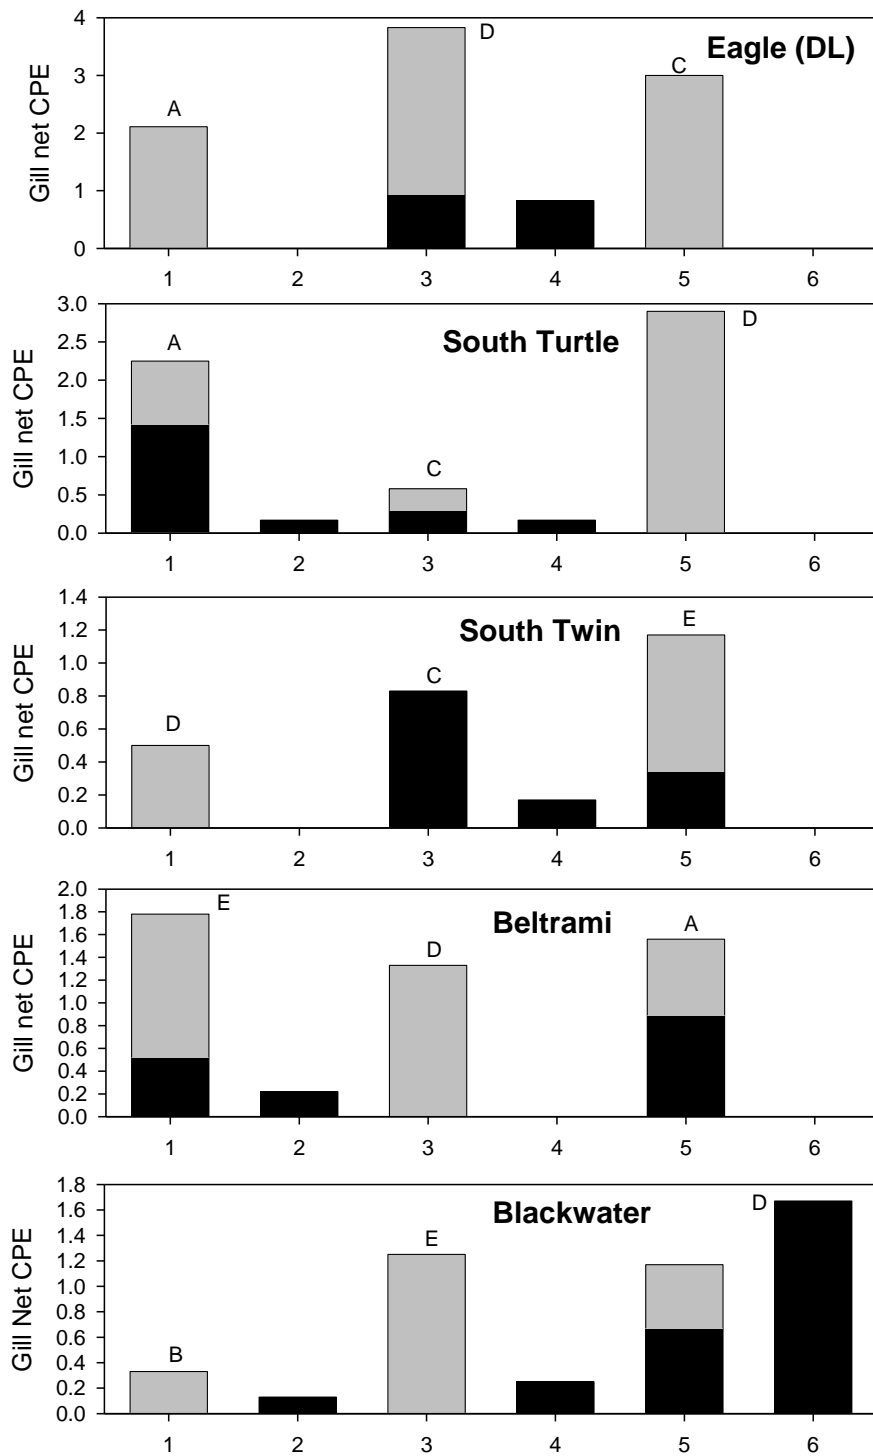 Eagle (DL)
Gill net CPE
4
3
2
1
0
A
D
C
1 2 3 4 5 6
South Turtle
Gill net CPE
3.0
2.5
2.0
1.5
1.0
0.5
0.0
A
C
D
1 2 3 4 5 6
South Twin
Gill net CPE
1.4
1.2
1.0
0.8
0.6
0.4
0.2
0.0
D
C
E
1 2 3 4 5 6
Beltrami
Gill net CPE
2.0
1.8
1.6
1.4
1.2
1.0
0.8
0.6
0.4
0.2
0.0
E
D
A
1 2 3 4 5 6
Blackwater
Gill Net CPE
1.8
1.6
1.4
1.2
1.0
0.8
0.6
0.4
0.2
0.0
B
E
D
1 2 3 4 5 6